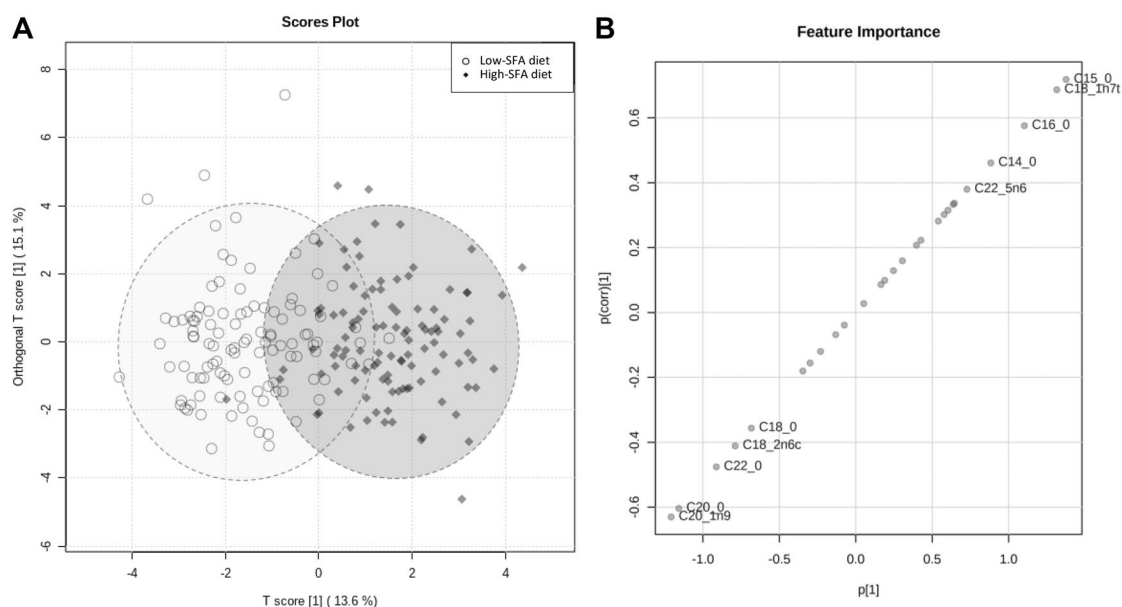 A
Scores Plot
Low-SFA diet
High-SFA diet
8
6
4
2
0
-2
-4
-6
Orthogonal T score [1] ( 15.1 %)
-4
-2
0
2
4
T score [1] ( 13.6 %)
B
Feature Importance
C15_0
C18_1n7t
C16_0
C14_0
C22_5n6
C18_0
C18_2n6c
C22_0
C20_0
C20_1n9
0.6
0.4
0.2
0.0
-0.2
-0.4
-0.6
p(corr)[1]
-1.0
-0.5
0.0
0.5
1.0
p[1]